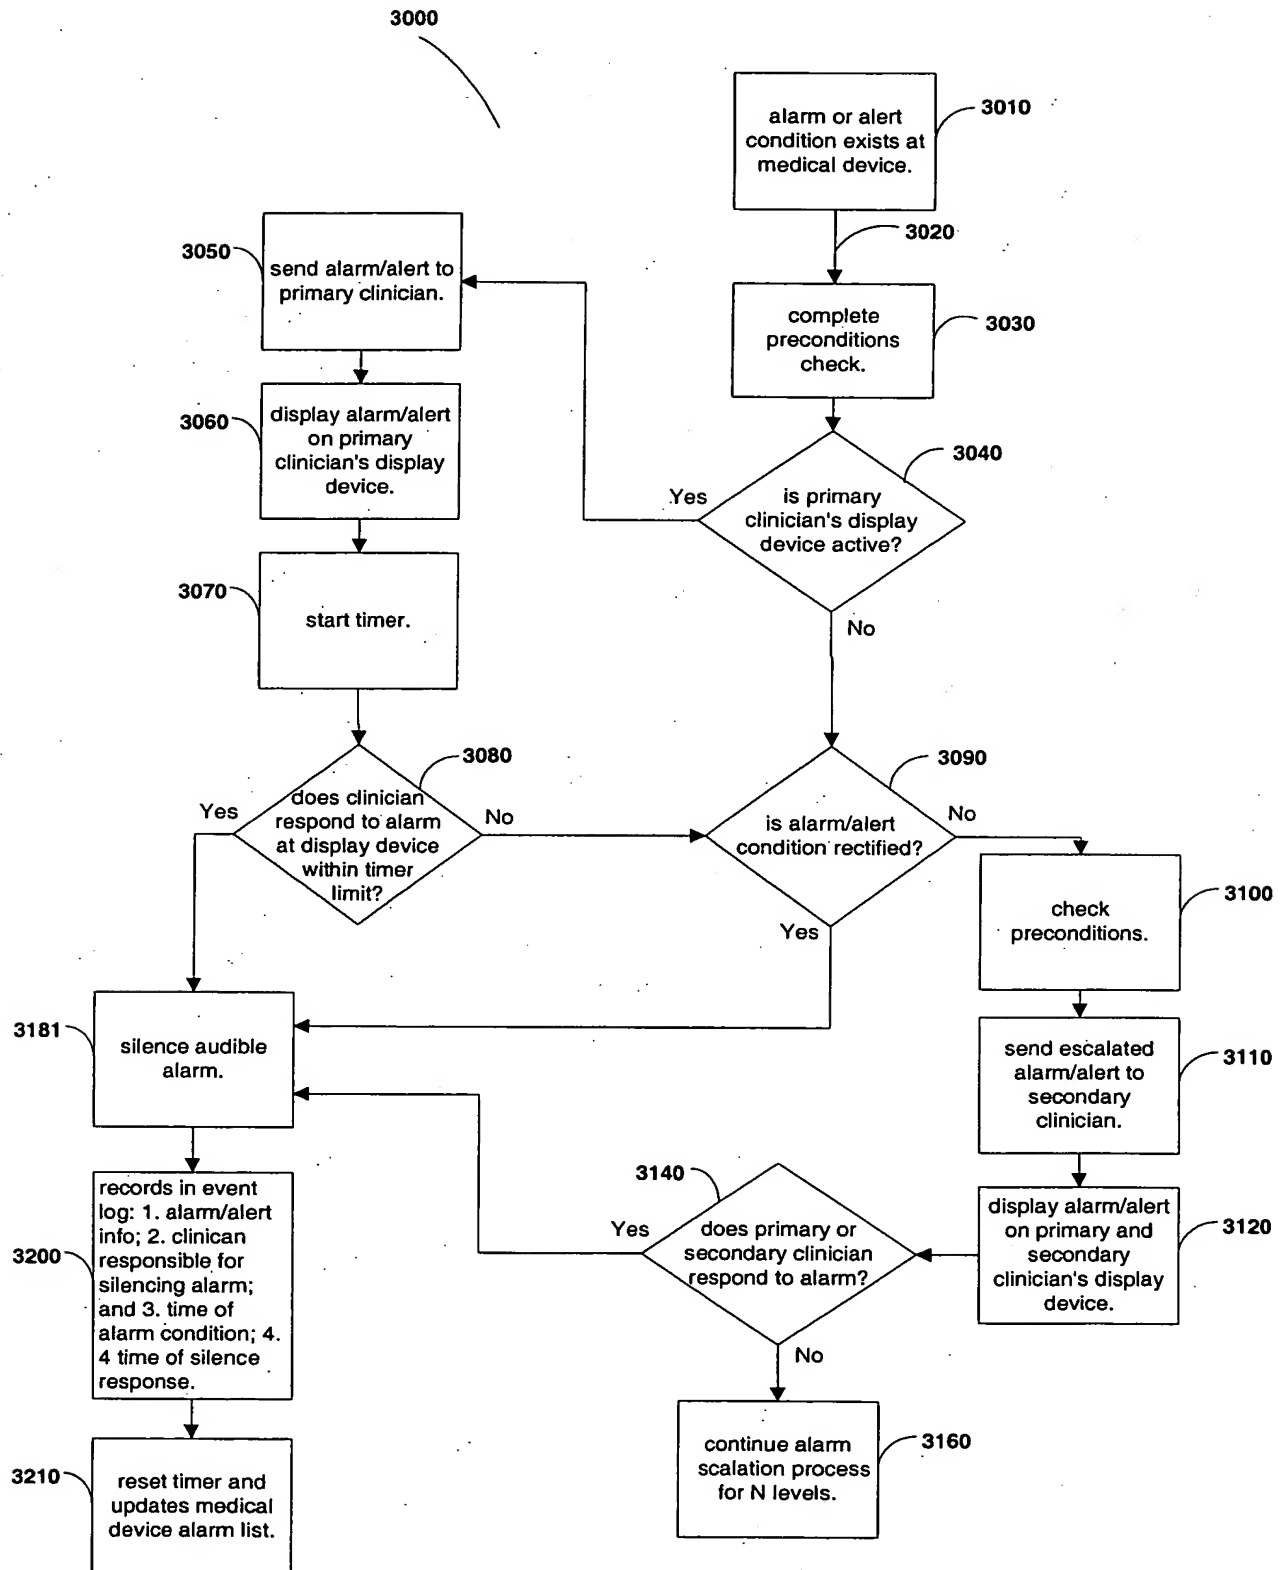 3000
alarm or alert
condition exists at
medical device.
3010
3020
3050
send alarm/alert to
primary clinician.
complete
preconditions
check.
3030
3060
display alarm/alert
on primary
clinician's display
device.
3040
Yes
is primary
clinician's display
device active?
No
3070
start timer.
3080
Yes
does clinician
respond to alarm
at display device
within timer
limit?
No
3090
is alarm/alert
condition rectified?
No
Yes
check
preconditions.
3100
3181
silence audible
alarm.
send escalated
alarm/alert to
secondary
clinician.
3110
3140
Yes
does primary or
secondary clinician
respond to alarm?
No
display alarm/alert
on primary and
secondary
clinician's display
device.
3120
3200
records in event
log: 1. alarm/alert
info; 2. clinican
responsible for
silencing alarm;
and 3. time of
alarm condition; 4.
4 time of silence
response.
continue alarm
scalation process
for N levels.
3160
3210
reset timer and
updates medical
device alarm list.